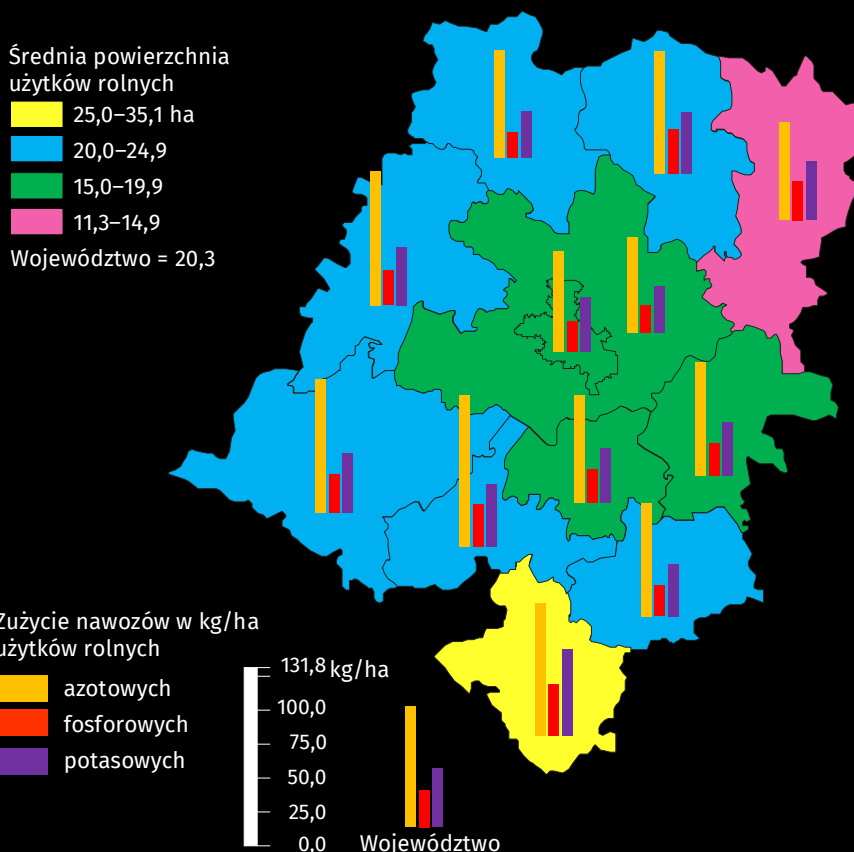 Średnia powierzchnia
użytków rolnych
25,0–35,1 ha
20,0–24,9
15,0–19,9
11,3–14,9
Województwo = 20,3
Zużycie nawozów w kg/ha
użytków rolnych
azotowych
fosforowych
potasowych
131,8 kg/ha
100,0
75,0
50,0
25,0
0,0
Województwo